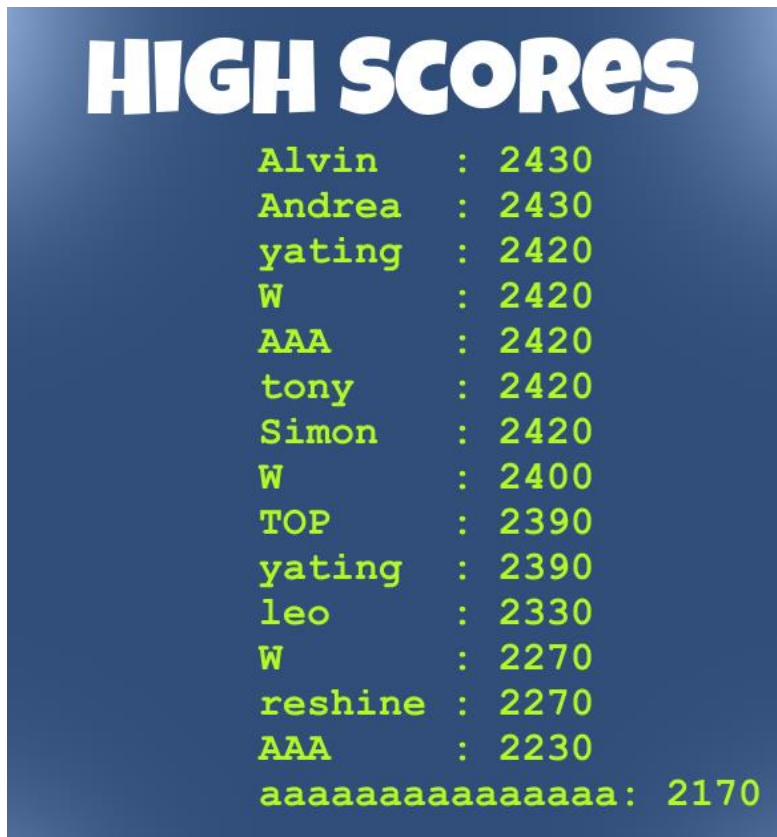 HIGH SCORES
Alvin : 2430
Andrea : 2430
yating : 2420
W : 2420
AAA : 2420
tony : 2420
Simon : 2420
W : 2400
TOP : 2390
yating : 2390
leo : 2330
W : 2270
reshine : 2270
AAA : 2230
aaaaaaaaaaaaaaa: 2170